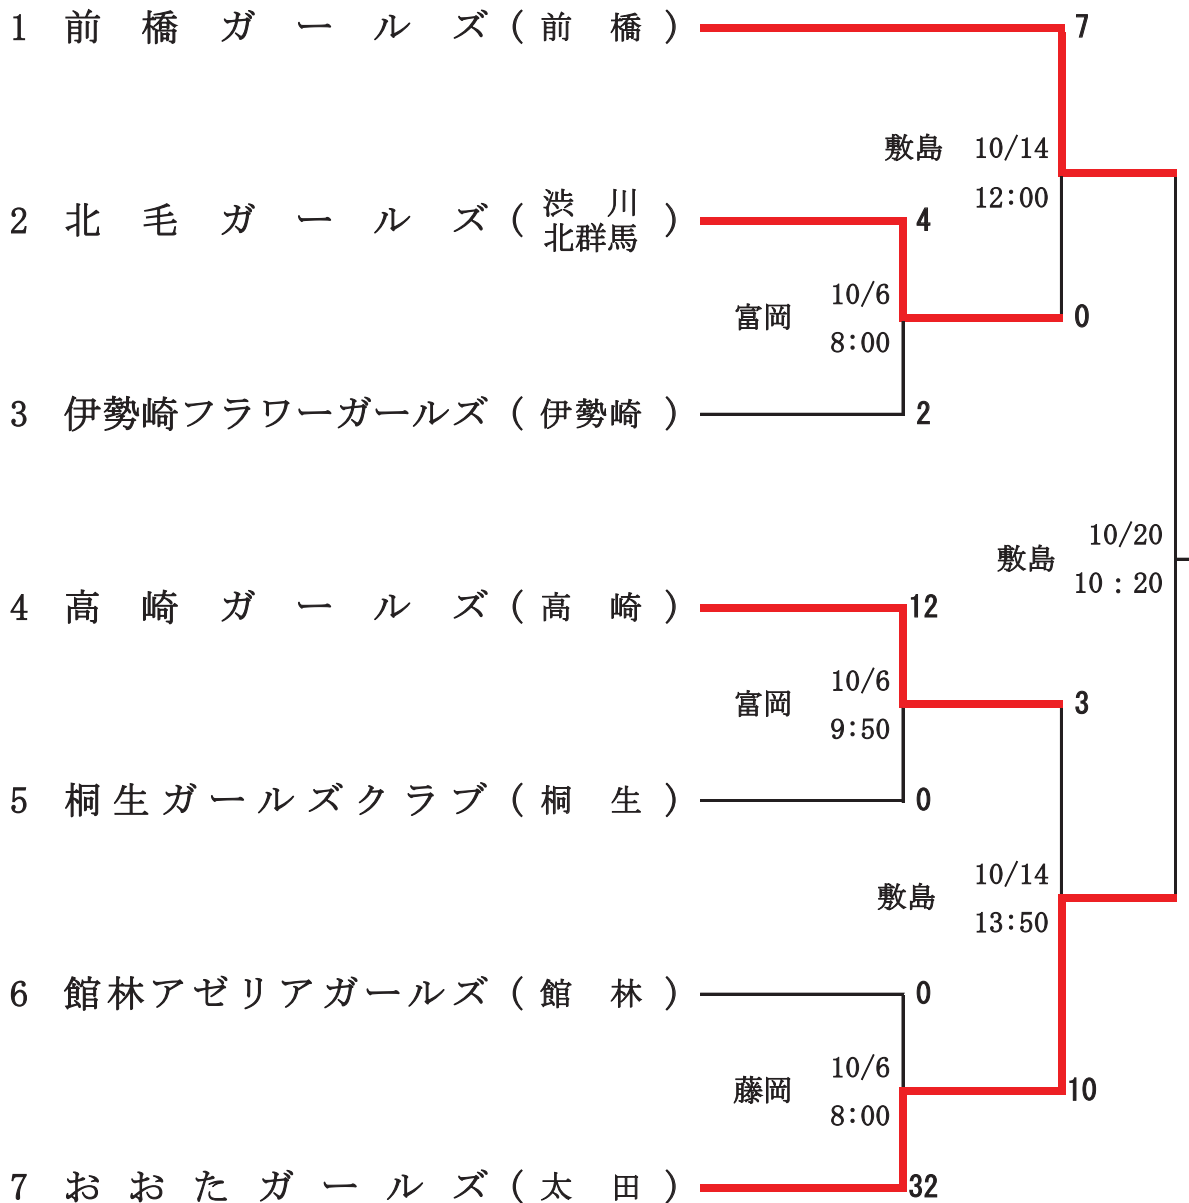 1 前橋ガールズ(前橋) 7
敷島 10/14
12:00
2 北毛ガールズ(渋川 北群馬) 4
富岡 10/6
8:00
0
3 伊勢崎フラワーガールズ(伊勢崎) 2
敷島 10/20
10:20
4 高崎ガールズ(高崎) 12
富岡 10/6
9:50
3
5 桐生ガールズクラブ(桐生) 0
敷島 10/14
13:50
6 館林アゼリアガールズ(館林) 0
藤岡 10/6
8:00
10
7 おおたガールズ(太田) 32